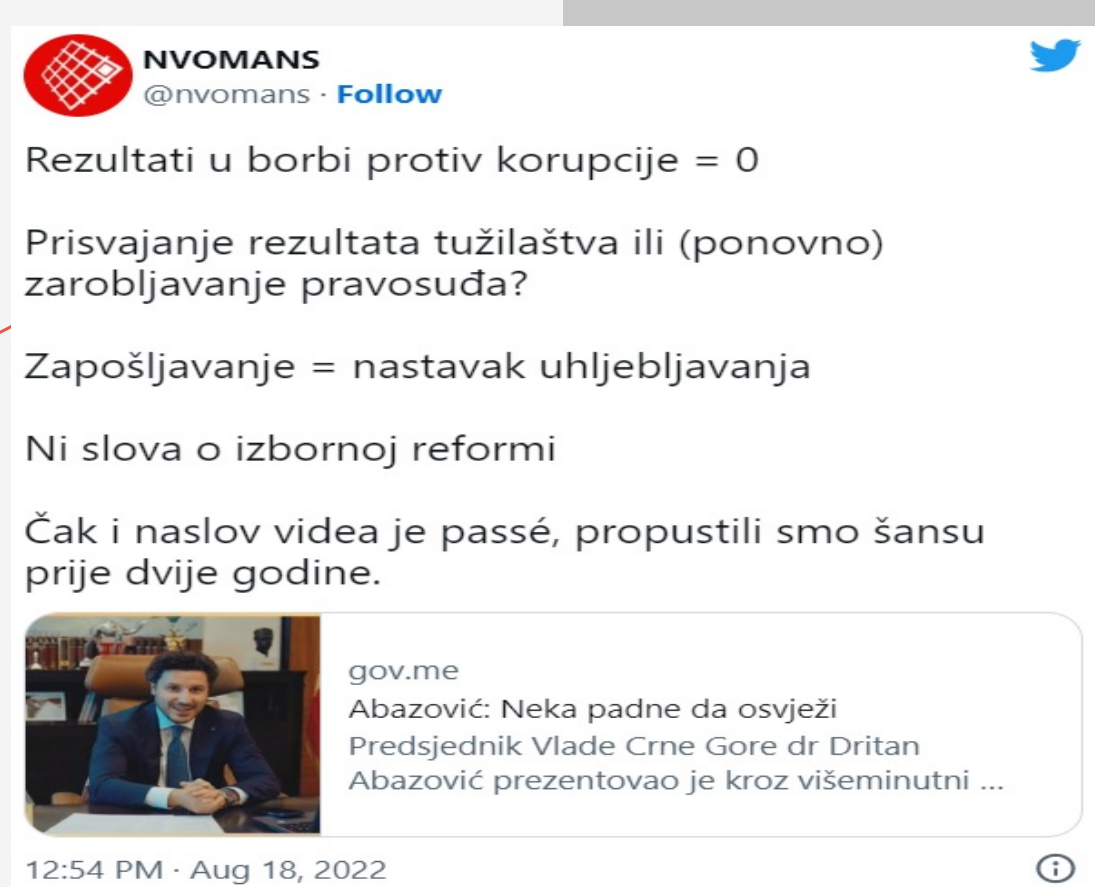 NVOMANS
@nvomans · Follow
Rezultati u borbi protiv korupcije = 0
Prisvajanje rezultata tužilaštva ili (ponovno)
zarobljavanje pravosuđa?
Zapošljavanje = nastavak uhljebljavanja
Ni slova o izbornoj reformi
Čak i naslov videa je passé, propustili smo šansu
prije dvije godine.
gov.me
Abazović: Neka padne da osvježi
Predsjednik Vlade Crne Gore dr Dritan
Abazović prezentovao je kroz višeminutni ...
12:54 PM · Aug 18, 2022